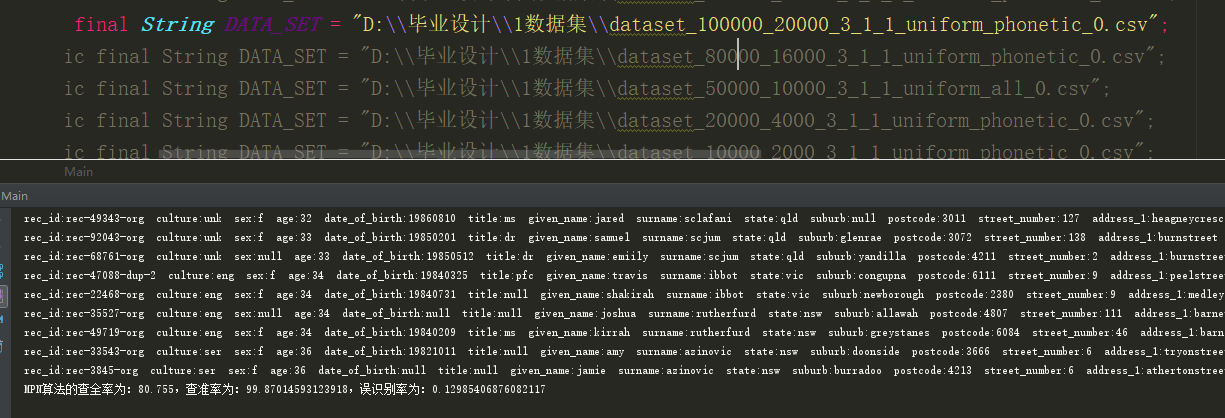 final String DATA_SET = "D:\\毕业设计\\1数据集\\dataset_100000_20000_3_1_1_uniform_phonetic_0.csv";
ic final String DATA_SET = "D:\\毕业设计\\1数据集\\dataset_80000_16000_3_1_1_uniform_phonetic_0.csv";
ic final String DATA_SET = "D:\\毕业设计\\1数据集\\dataset_50000_10000_3_1_1_uniform_all_0.csv";
ic final String DATA_SET = "D:\\毕业设计\\1数据集\\dataset_20000_4000_3_1_1_uniform_phonetic_0.csv";
ic final String DATA_SET = "D:\\毕业设计\\1数据集\\dataset_10000_2000_3_1_1_uniform_phonetic_0.csv";
Main
Main
rec_id:rec-49343-org culture:unk sex:f age:32 date_of_birth:19860810 title:ms given_name:jared surname:sclafani state:qld suburb:null postcode:3011 street_number:127 address_1:heagneycresc
rec_id:rec-92043-org culture:unk sex:f age:33 date_of_birth:19850201 title:dr given_name:samuel surname:scjum state:qld suburb:glenrae postcode:3072 street_number:138 address_1:burnstreet
rec_id:rec-68761-org culture:unk sex:null age:33 date_of_birth:19850512 title:dr given_name:emiily surname:scjum state:qld suburb:yandilla postcode:4211 street_number:2 address_1:burnstree
rec_id:rec-47088-dup-2 culture:eng sex:f age:34 date_of_birth:19840325 title:pfc given_name:travis surname:ibbot state:vic suburb:congupna postcode:6111 street_number:9 address_1:peelstree
rec_id:rec-22468-org culture:eng sex:f age:34 date_of_birth:19840731 title:null given_name:shakirah surname:ibbot state:vic suburb:newborough postcode:2380 street_number:9 address_1:medley
rec_id:rec-35527-org culture:eng sex:null age:34 date_of_birth:null title:null given_name:joshua surname:rutherfurd state:nsw suburb:allawah postcode:4807 street_number:111 address_1:barne
rec_id:rec-49719-org culture:eng sex:f age:34 date_of_birth:19840209 title:ms given_name:kirrah surname:rutherfurd state:nsw suburb:greystanes postcode:6084 street_number:46 address_1:barn
rec_id:rec-33543-org culture:ser sex:f age:36 date_of_birth:19821011 title:null given_name:amy surname:azinovic state:nsw suburb:doonside postcode:3666 street_number:6 address_1:tryonstree
rec_id:rec-3845-org culture:ser sex:f age:36 date_of_birth:null title:null given_name:jamie surname:azinovic state:nsw suburb:burradoo postcode:4213 street_number:6 address_1:athertonstree
MPN算法的查全率为: 80.755, 查准率为: 99.87014593123918, 误识别率为: 0.12985406876082117